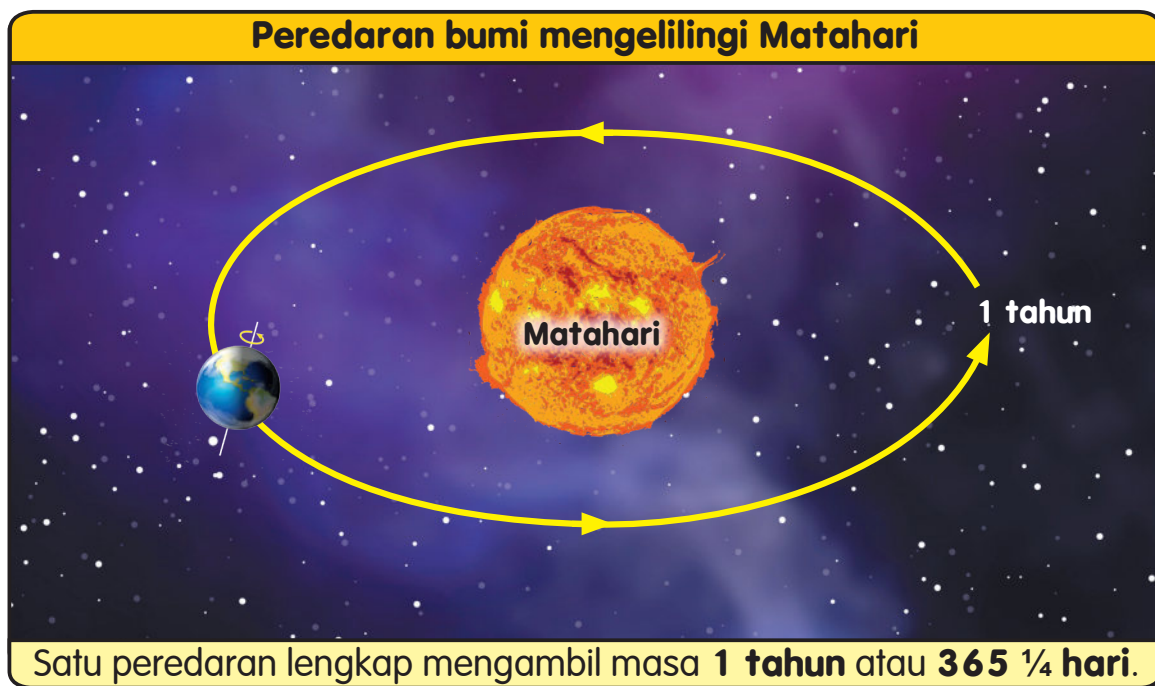 Peredaran bumi mengelilingi Matahari
1 tahun
Matahari
Satu peredaran lengkap mengambil masa 1 tahun atau 365 ¼ hari.